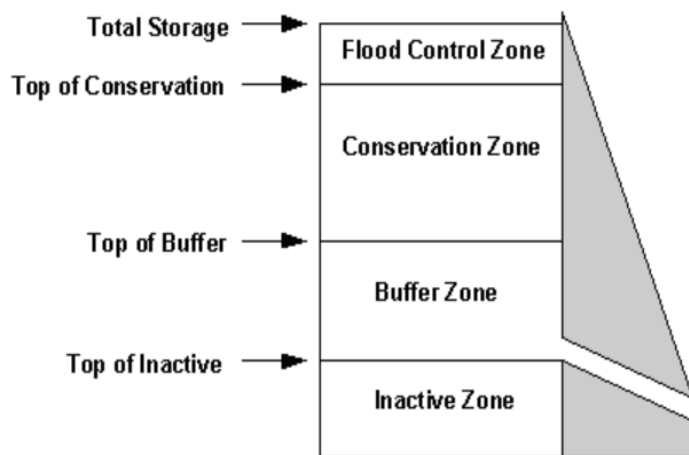 Total Storage
Flood Control Zone
Top of Conservation
Conservation Zone
Top of Buffer
Buffer Zone
Top of Inactive
Inactive Zone